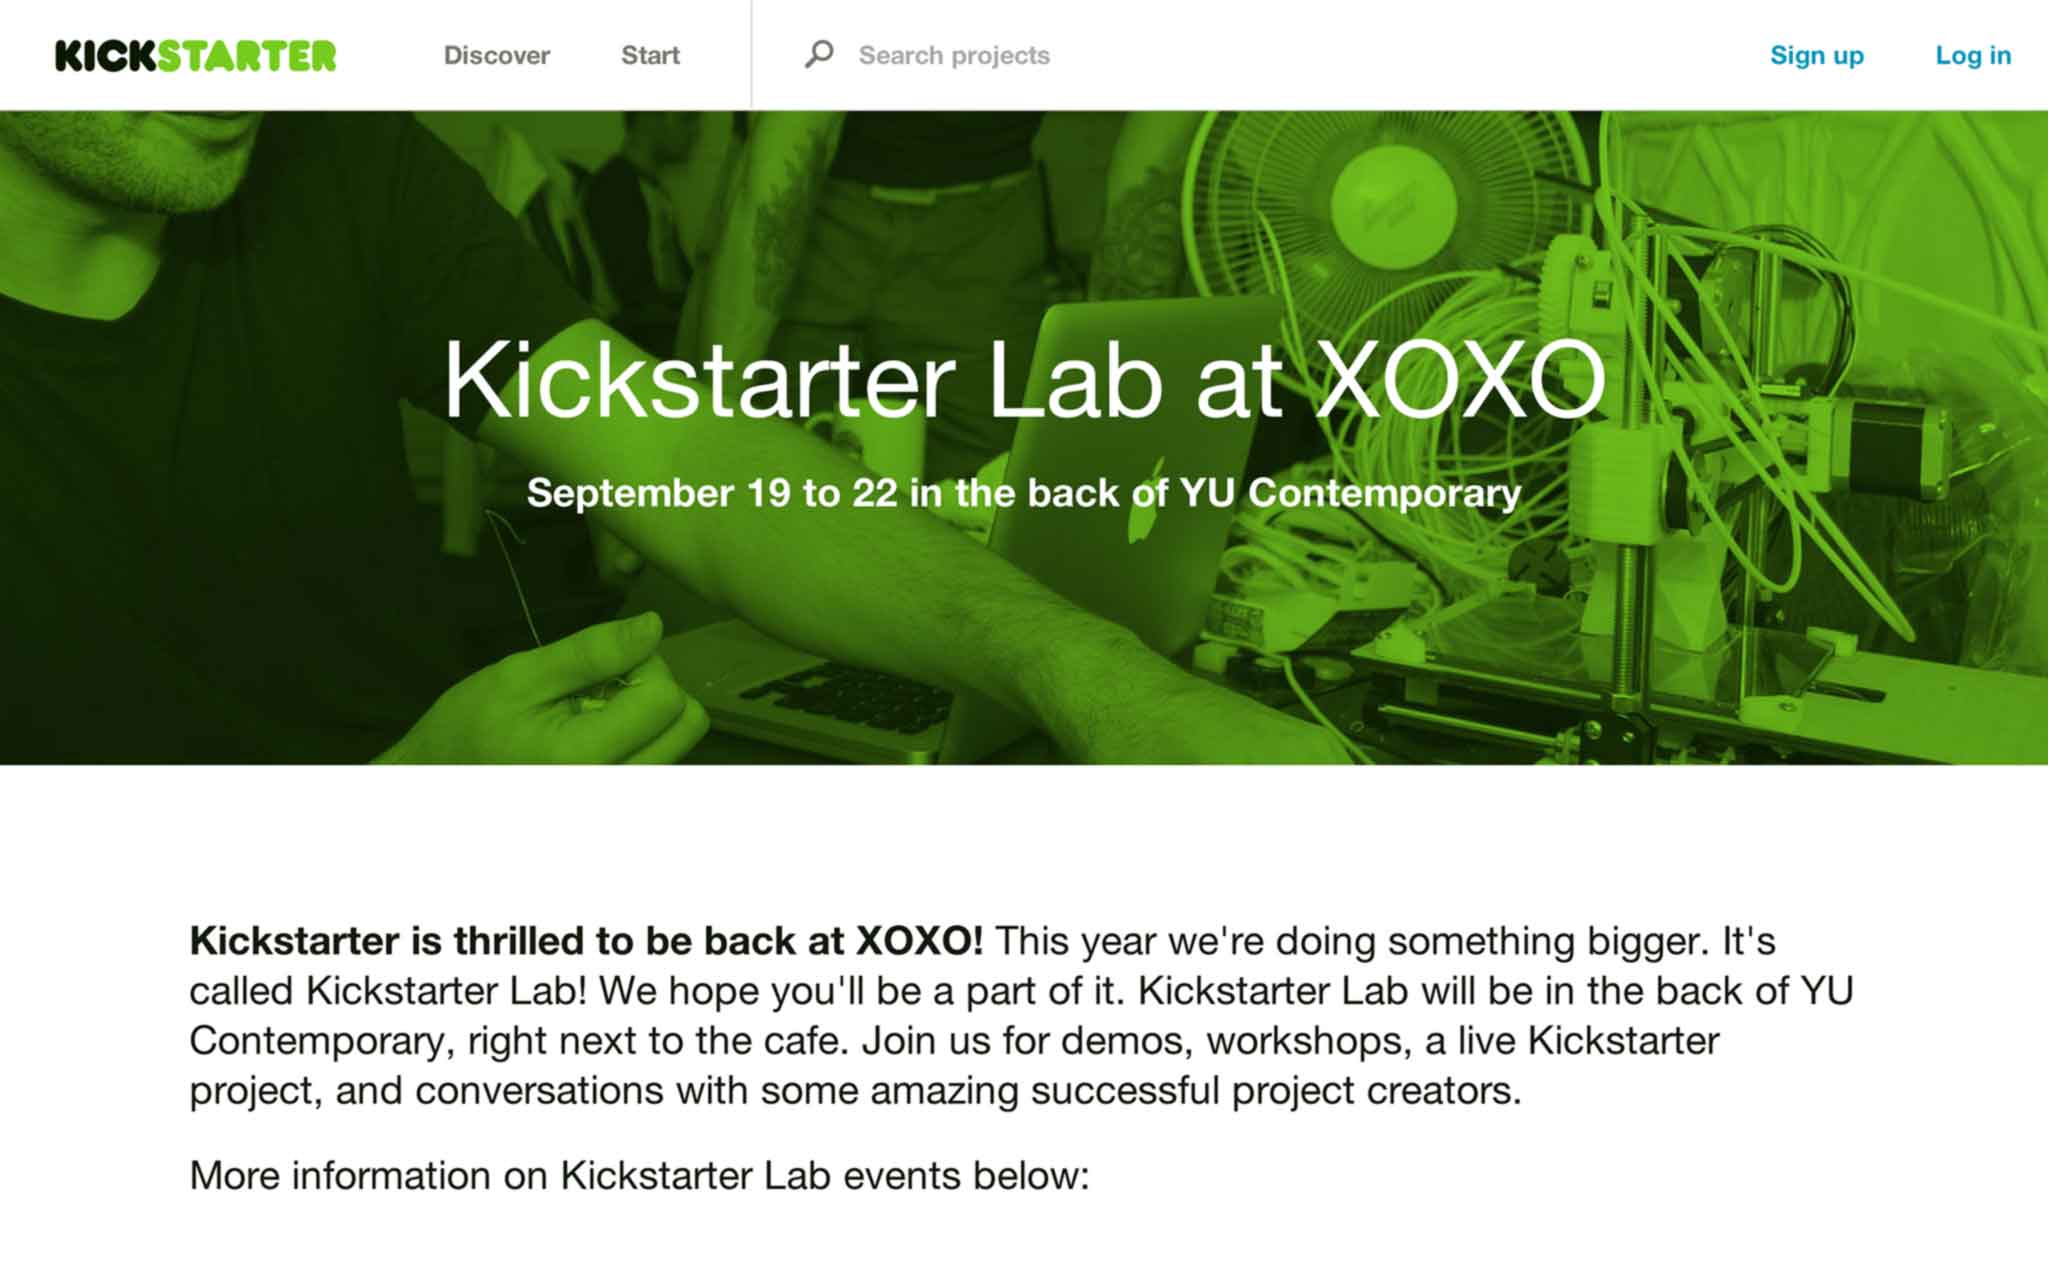 KICKSTARTER Discover Start Search projects Sign up Log in
Kickstarter Lab at XOXO
September 19 to 22 in the back of YU Contemporary
Kickstarter is thrilled to be back at XOXO! This year we're doing something bigger. It's
called Kickstarter Lab! We hope you'll be a part of it. Kickstarter Lab will be in the back of YU
Contemporary, right next to the cafe. Join us for demos, workshops, a live Kickstarter
project, and conversations with some amazing successful project creators.
More information on Kickstarter Lab events below: